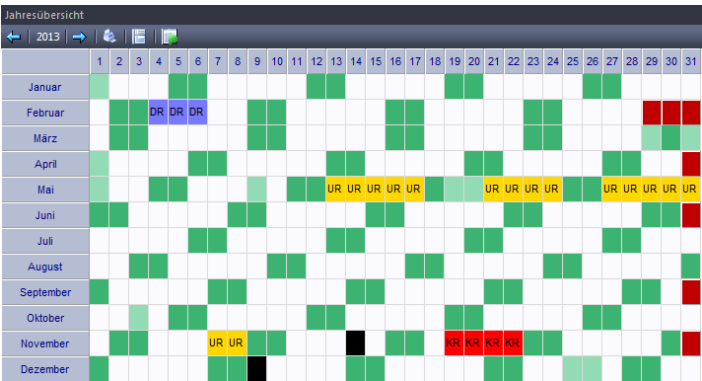 Jahresübersicht
2013
1 2 3 4 5 6 7 8 9 10 11 12 13 14 15 16 17 18 19 20 21 22 23 24 25 26 27 28 29 30 31
Januar
Februar DR DR DR
März
April
Mai UR UR UR UR UR UR UR UR UR UR UR UR UR UR
Juni
Juli
August
September
Oktober
November UR UR KR KR KR KR
Dezember